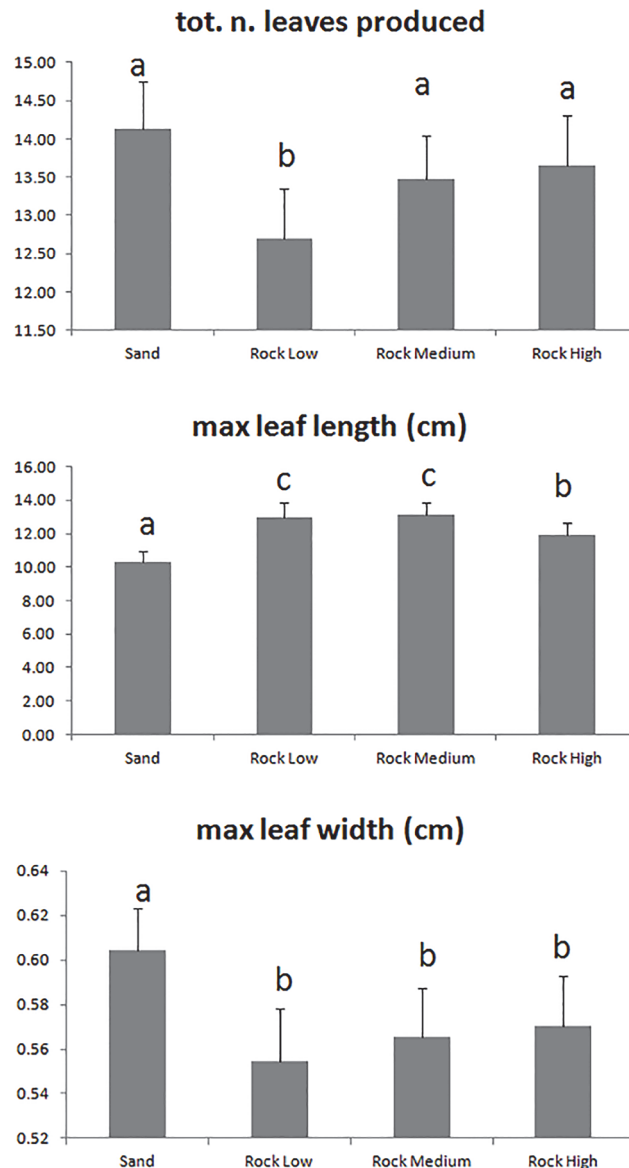 tot. n. leaves produced
15.00
a
14.50
a
a
14.00
b
13.50
13.00
12.50
12.00
11.50
Sand Rock Low Rock Medium Rock High
max leaf length (cm)
16.00
c c b
14.00
a
12.00
10.00
8.00
6.00
4.00
2.00
0.00
Sand Rock Low Rock Medium Rock High
max leaf width (cm)
0.64
a
0.62
0.60
b b b
0.58
0.56
0.54
0.52
Sand Rock Low Rock Medium Rock High